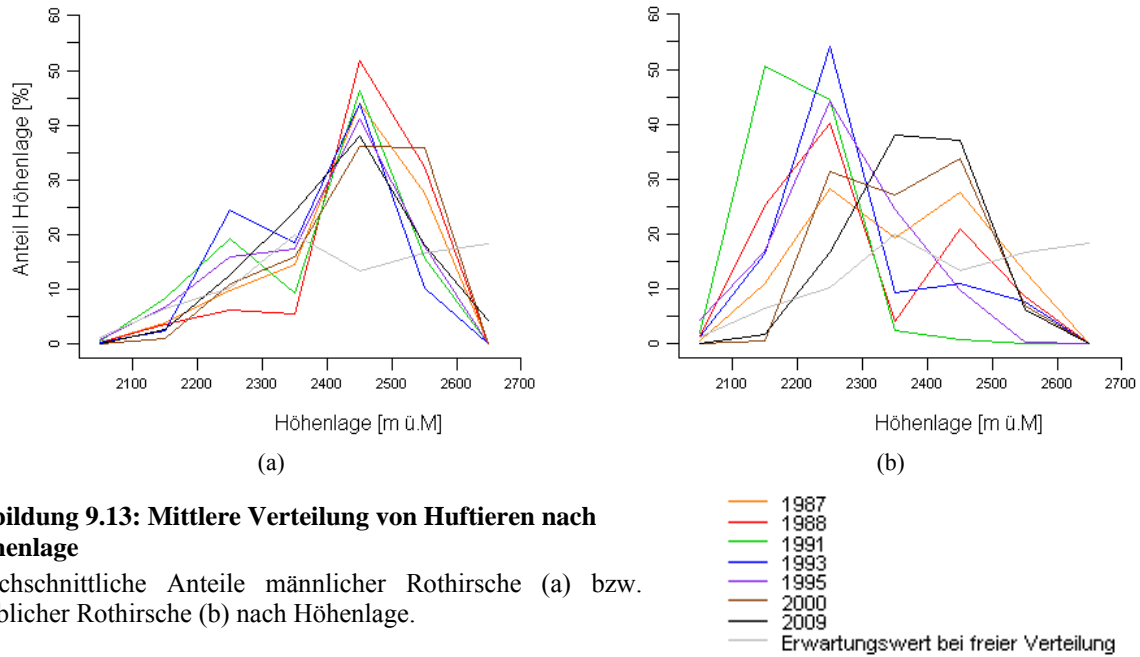 Anteil Höhenlage [%]
60
50
40
30
20
10
0
2100 2200 2300 2400 2500 2600 2700
Höhenlage [m ü.M]
(a)
60
50
40
30
20
10
0
2100 2200 2300 2400 2500 2600 2700
Höhenlage [m ü.M]
(b)
bildung 9.13: Mittlere Verteilung von Huftieren nach
henlage
chschnittliche Anteile männlicher Rothirsche (a) bzw.
blicher Rothirsche (b) nach Höhenlage.
1987
1988
1991
1993
1995
2000
2009
Erwartungswert bei freier Verteilung